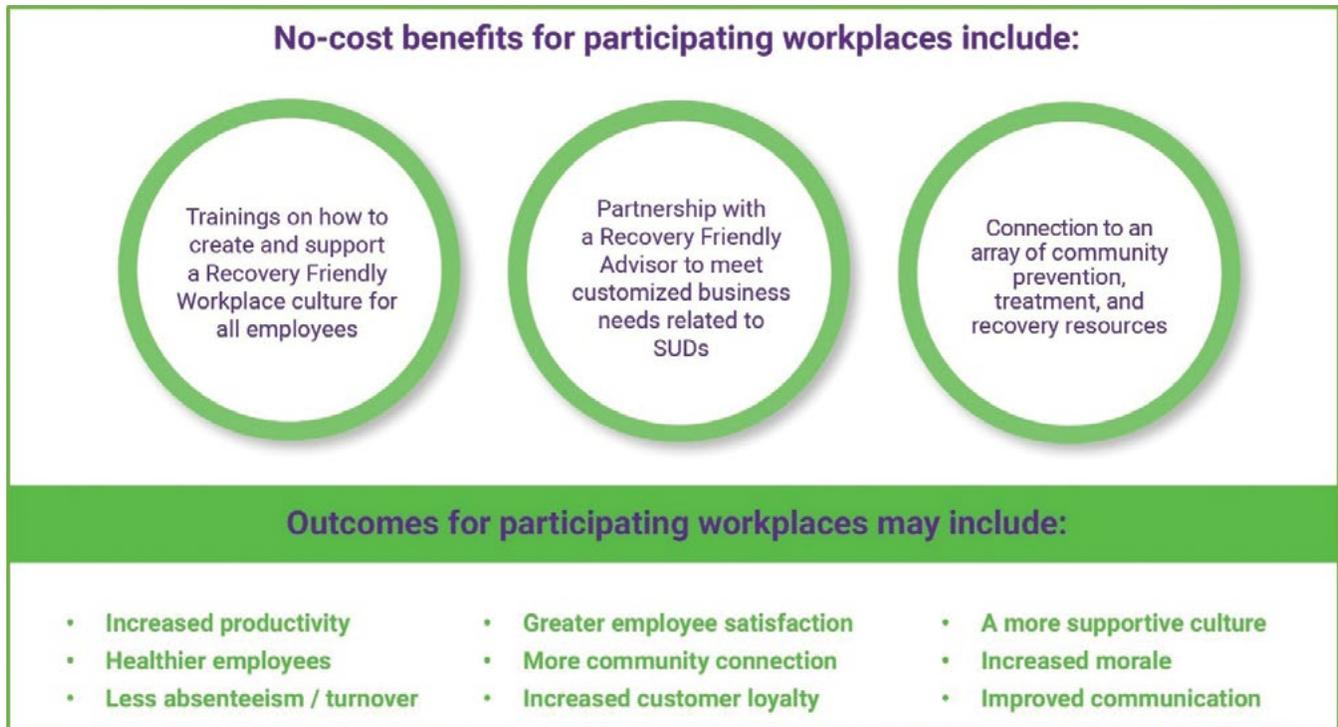 No-cost benefits for participating workplaces include:
Trainings on how to
create and support
a Recovery Friendly
Workplace culture for
all employees
Partnership with
a Recovery Friendly
Advisor to meet
customized business
needs related to
SUDs
Connection to an
array of community
prevention,
treatment, and
recovery resources
Outcomes for participating workplaces may include:
• Increased productivity
• Healthier employees
• Less absenteeism / turnover
• Greater employee satisfaction
• More community connection
• Increased customer loyalty
• A more supportive culture
• Increased morale
• Improved communication